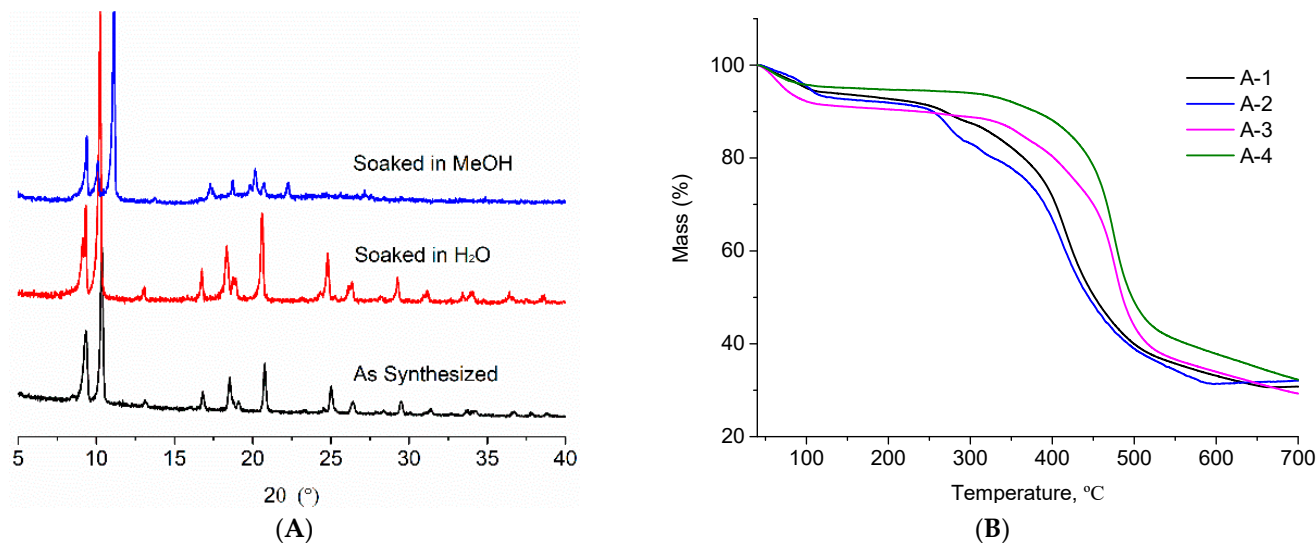 Soaked in MeOH
Soaked in H₂O
As Synthesized
5 10 15 20 25 30 35 40
2θ (°)
(A)
100
80
60
40
20
Mass (%)
A-1
A-2
A-3
A-4
100 200 300 400 500 600 700
Temperature, ºC
(B)